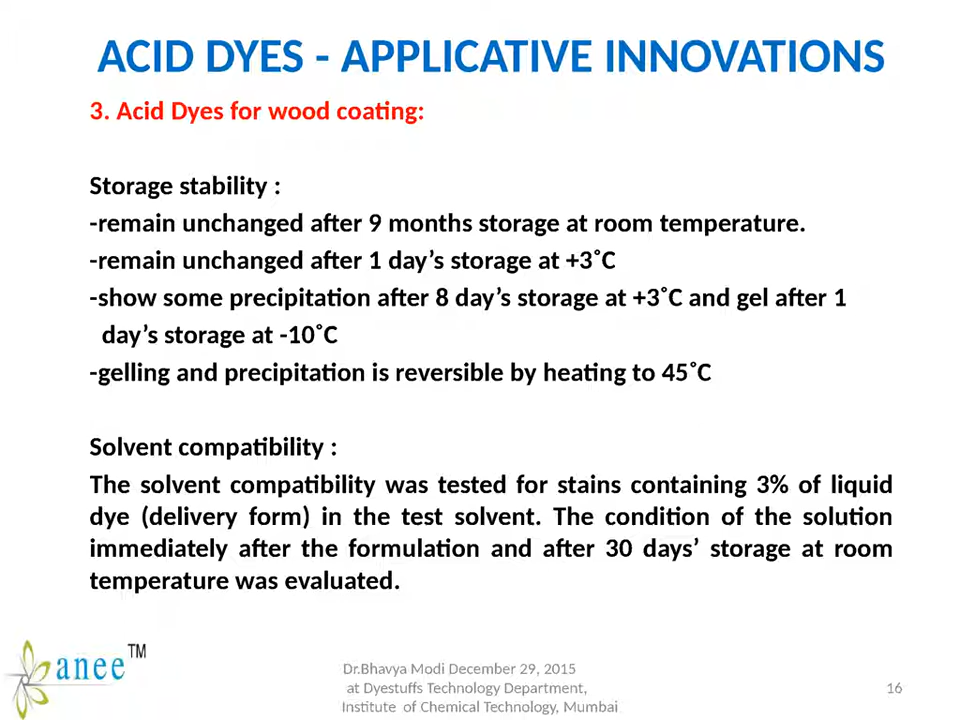 ACID DYES - APPLICATIVE INNOVATIONS
3. Acid Dyes for wood coating:
Storage stability :
-remain unchanged after 9 months storage at room temperature.
-remain unchanged after 1 day’s storage at +3˚C
-show some precipitation after 8 day’s storage at +3˚C and gel after 1
day’s storage at -10˚C
-gelling and precipitation is reversible by heating to 45˚C
Solvent compatibility :
The solvent compatibility was tested for stains containing 3% of liquid
dye (delivery form) in the test solvent. The condition of the solution
immediately after the formulation and after 30 days’ storage at room
temperature was evaluated.
anee TM
Dr.Bhavya Modi December 29, 2015
at Dyestuffs Technology Department,
Institute of Chemical Technology, Mumbai
16